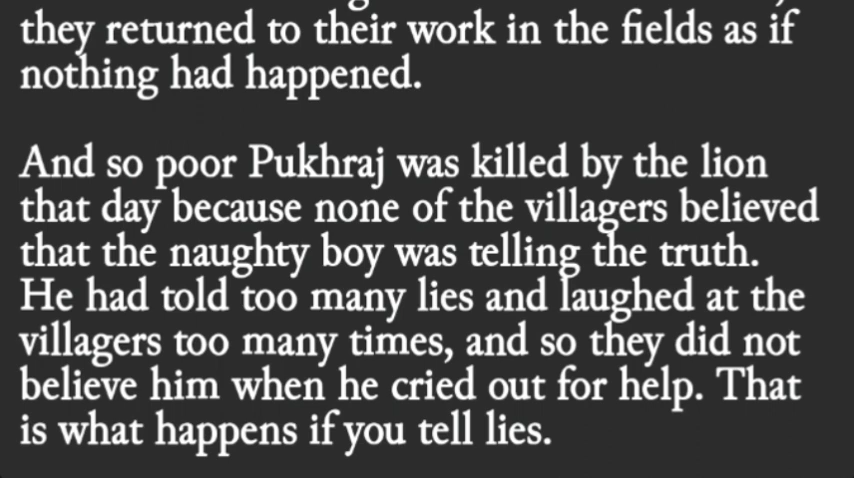 they returned to their work in the fields as if
nothing had happened.
And so poor Pukhraj was killed by the lion
that day because none of the villagers believed
that the naughty boy was telling the truth.
He had told too many lies and laughed at the
villagers too many times, and so they did not
believe him when he cried out for help. That
is what happens if you tell lies.